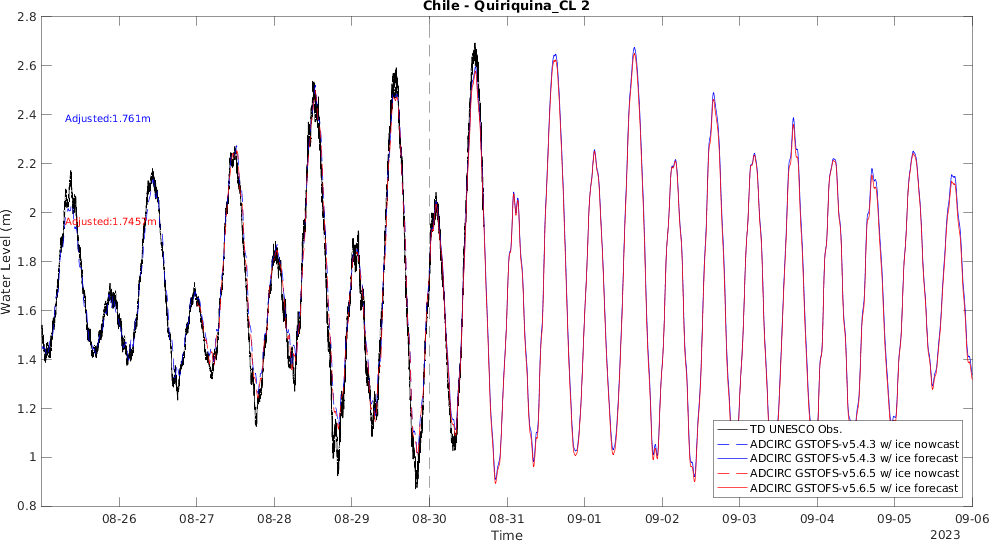 Chile - Quiriquina_CL 2
2.8
2.6
2.4
2.2
2
1.8
1.6
1.4
1.2
1
0.8
Water Level (m)
Adjusted:1.761m
Adjusted:1.7457m
TD UNESCO Obs.
ADCIRC GSTOFS-v5.4.3 w/ ice nowcast
ADCIRC GSTOFS-v5.4.3 w/ ice forecast
ADCIRC GSTOFS-v5.6.5 w/ ice nowcast
ADCIRC GSTOFS-v5.6.5 w/ ice forecast
08-26 08-27 08-28 08-29 08-30 08-31 09-01 09-02 09-03 09-04 09-05 09-06
Time
2023